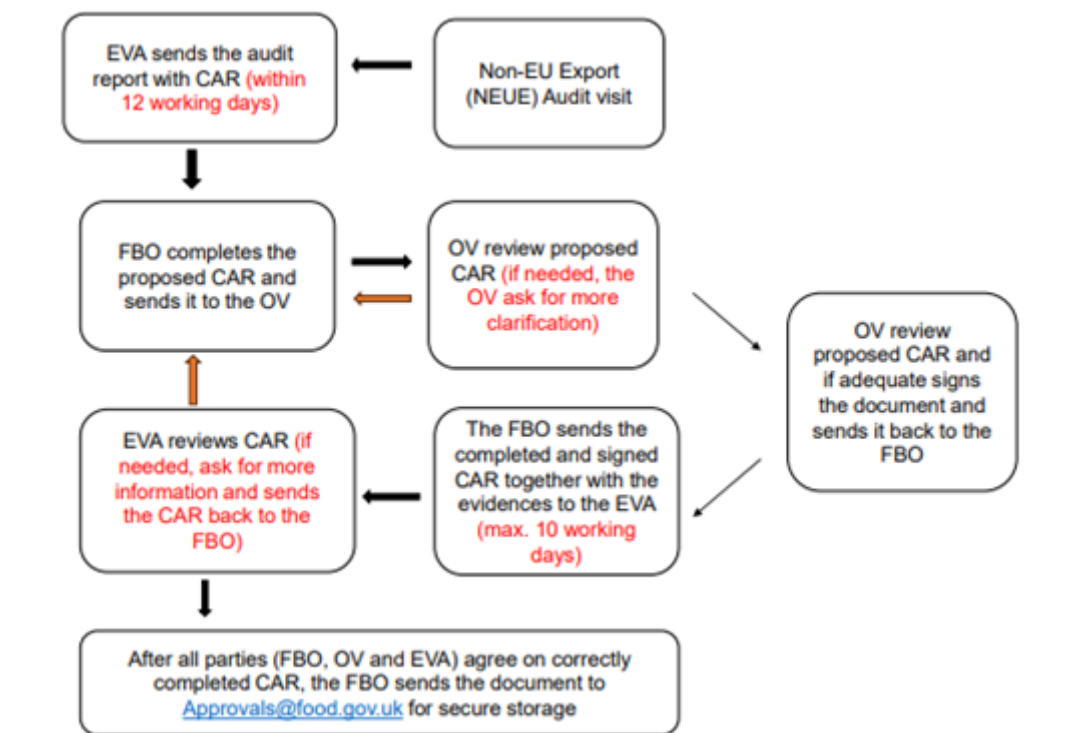 EVA sends the audit
report with CAR (within
12 working days)
Non-EU Export
(NEUE) Audit visit
FBO completes the
proposed CAR and
sends it to the OV
OV review proposed
CAR (if needed, the
OV ask for more
clarification)
OV review
proposed CAR and
if adequate signs
the document and
sends it back to the
FBO
The FBO sends the
completed and signed
CAR together with the
evidences to the EVA
(max. 10 working
days)
EVA reviews CAR (if
needed, ask for more
information and sends
the CAR back to the
FBO)
After all parties (FBO, OV and EVA) agree on correctly
completed CAR, the FBO sends the document to
Approvals@food.gov.uk for secure storage